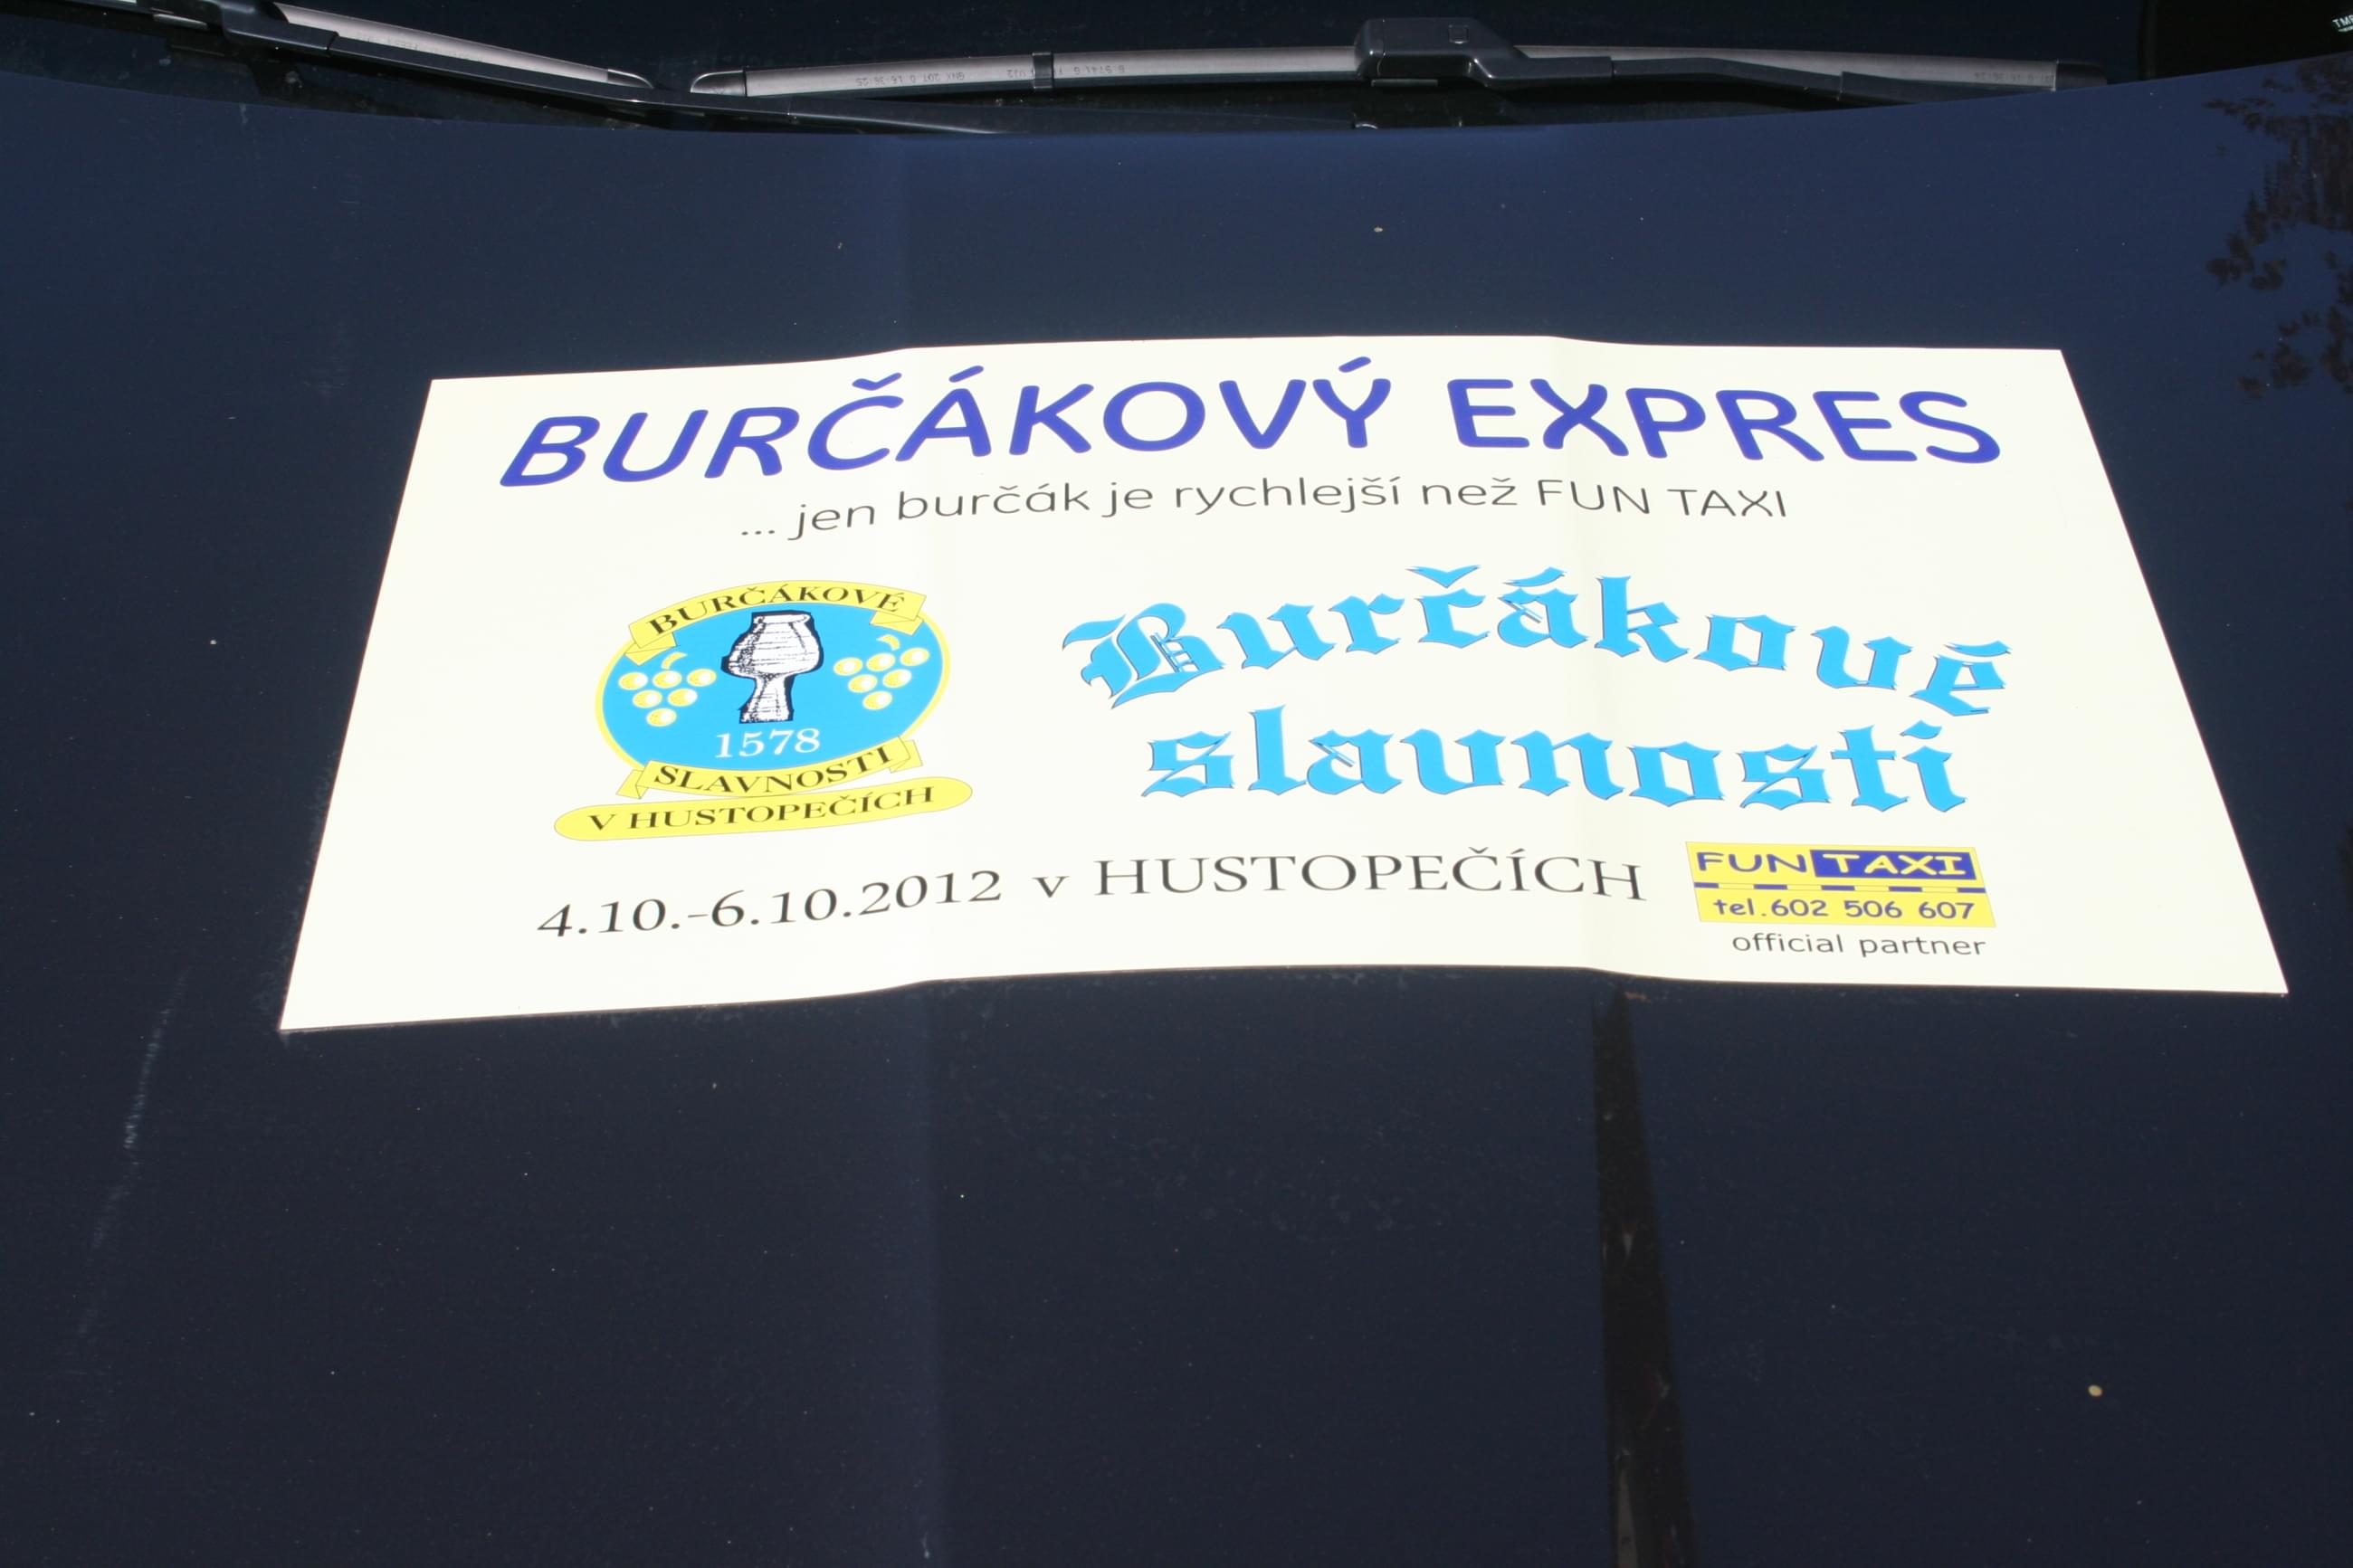 BURČÁKOVÝ EXPRES
... jen burčák je rychlejší než FUN TAXI
BURČÁKOVÉ
1578
SLAVNOSTI
V HUSTOPEČÍCH
Burčákové
slavnosti
4.10.-6.10.2012 v HUSTOPEČÍCH
FUN TAXI
tel.602 506 607
official partner